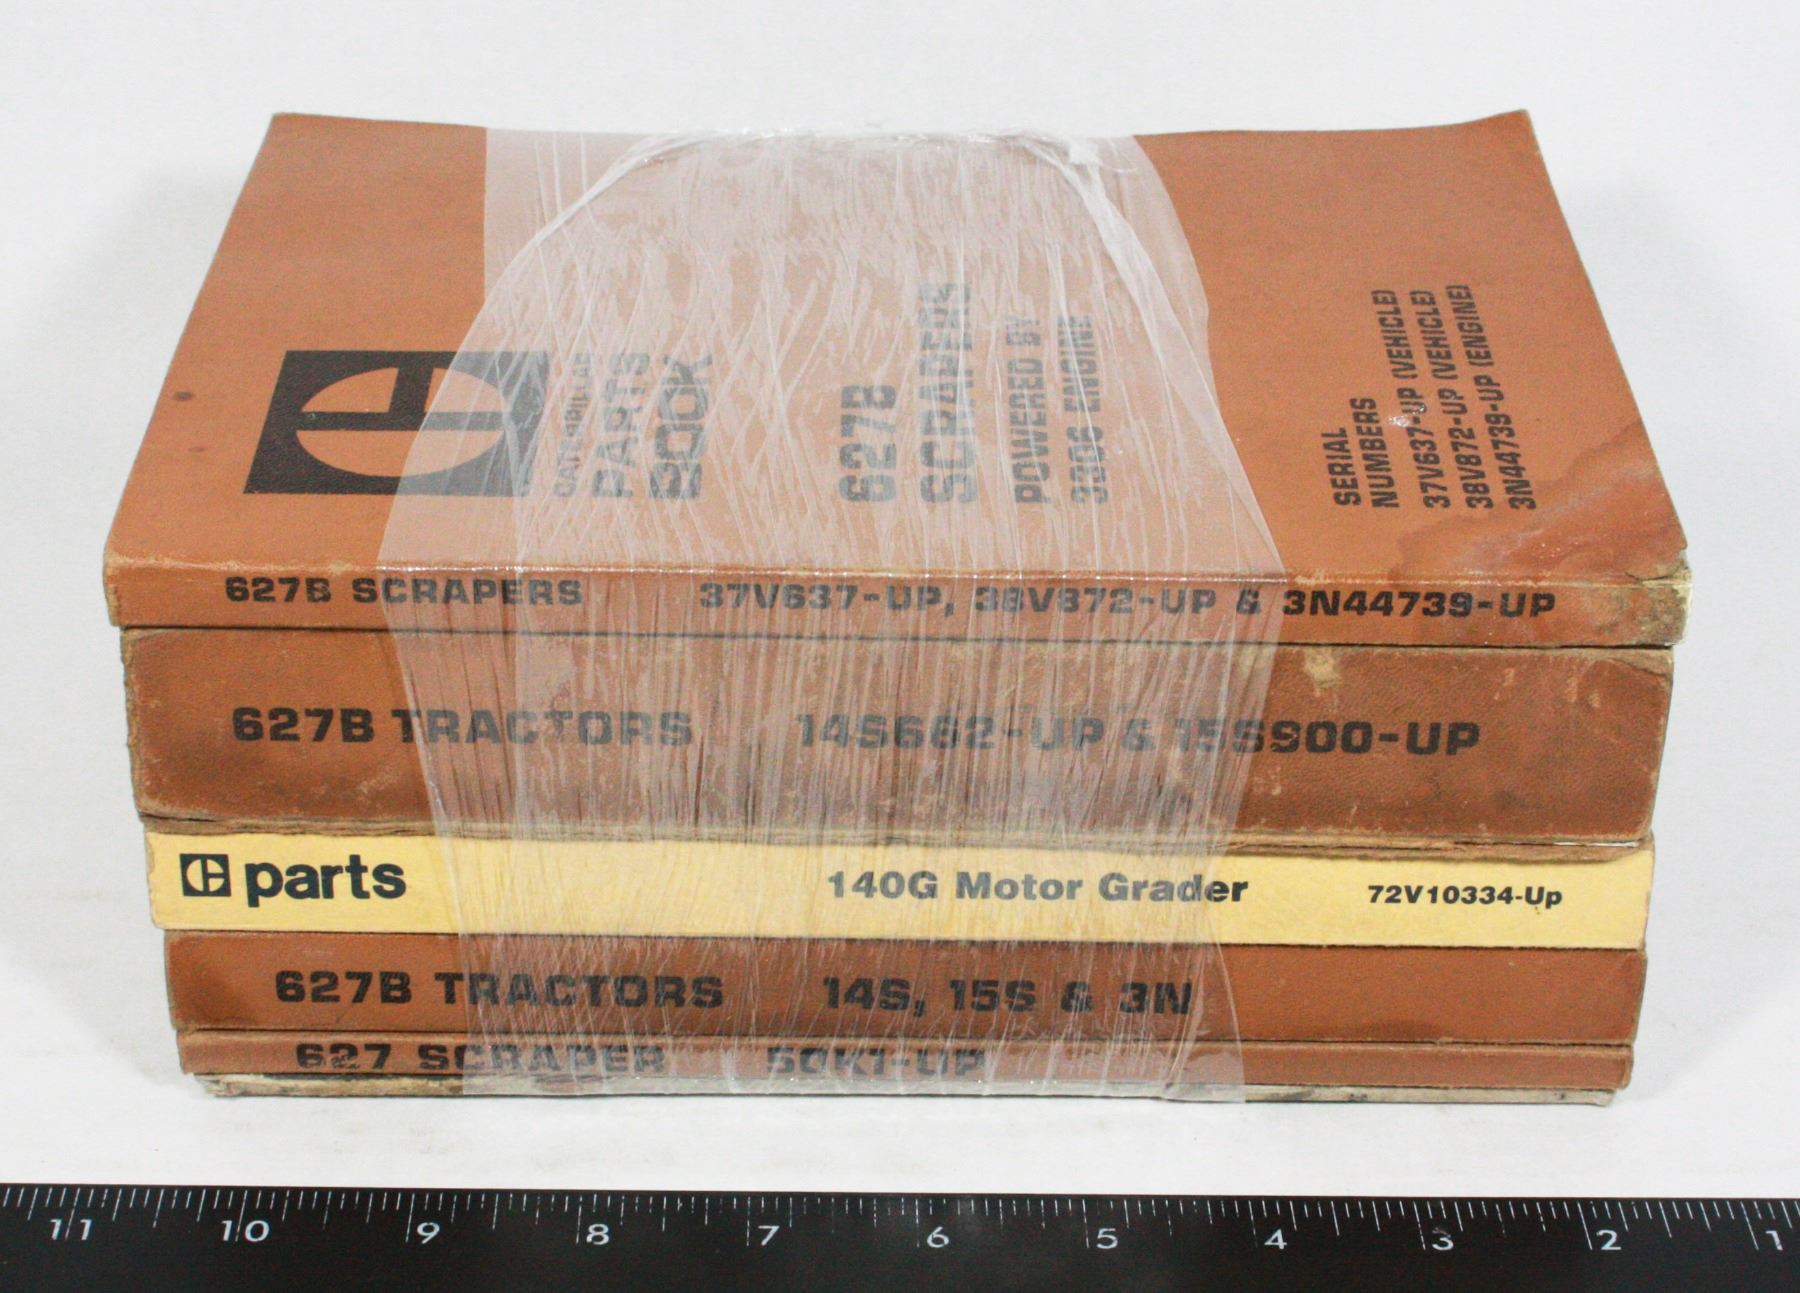 CATERPILLAR
PARTS
BOOK
627B
SCRAPERS
POWERED BY
3306 ENGINE
SERIAL
NUMBERS
37V637-UP (VEHICLE)
38V872-UP (VEHICLE)
3N44739-UP (ENGINE)
627B SCRAPERS 37V637-UP, 38V872-UP & 3N44739-UP
627B TRACTORS 14S662-UP & 15S900-UP
parts 140G Motor Grader 72V10334-Up
627B TRACTORS 14S, 15S & 3N
627 SCRAPER 50K1-UP
11 10 9 8 7 6 5 4 3 2 1